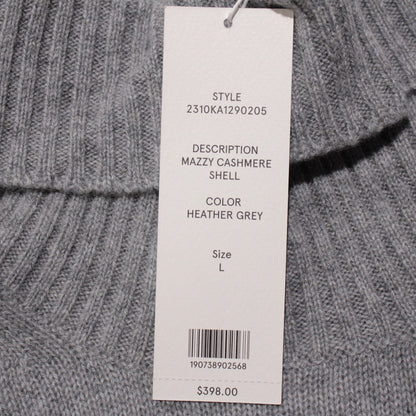 STYLE
2310KA1290205
DESCRIPTION
MAZZY CASHMERE
SHELL
COLOR
HEATHER GREY
Size
L
190738902568
$398.00